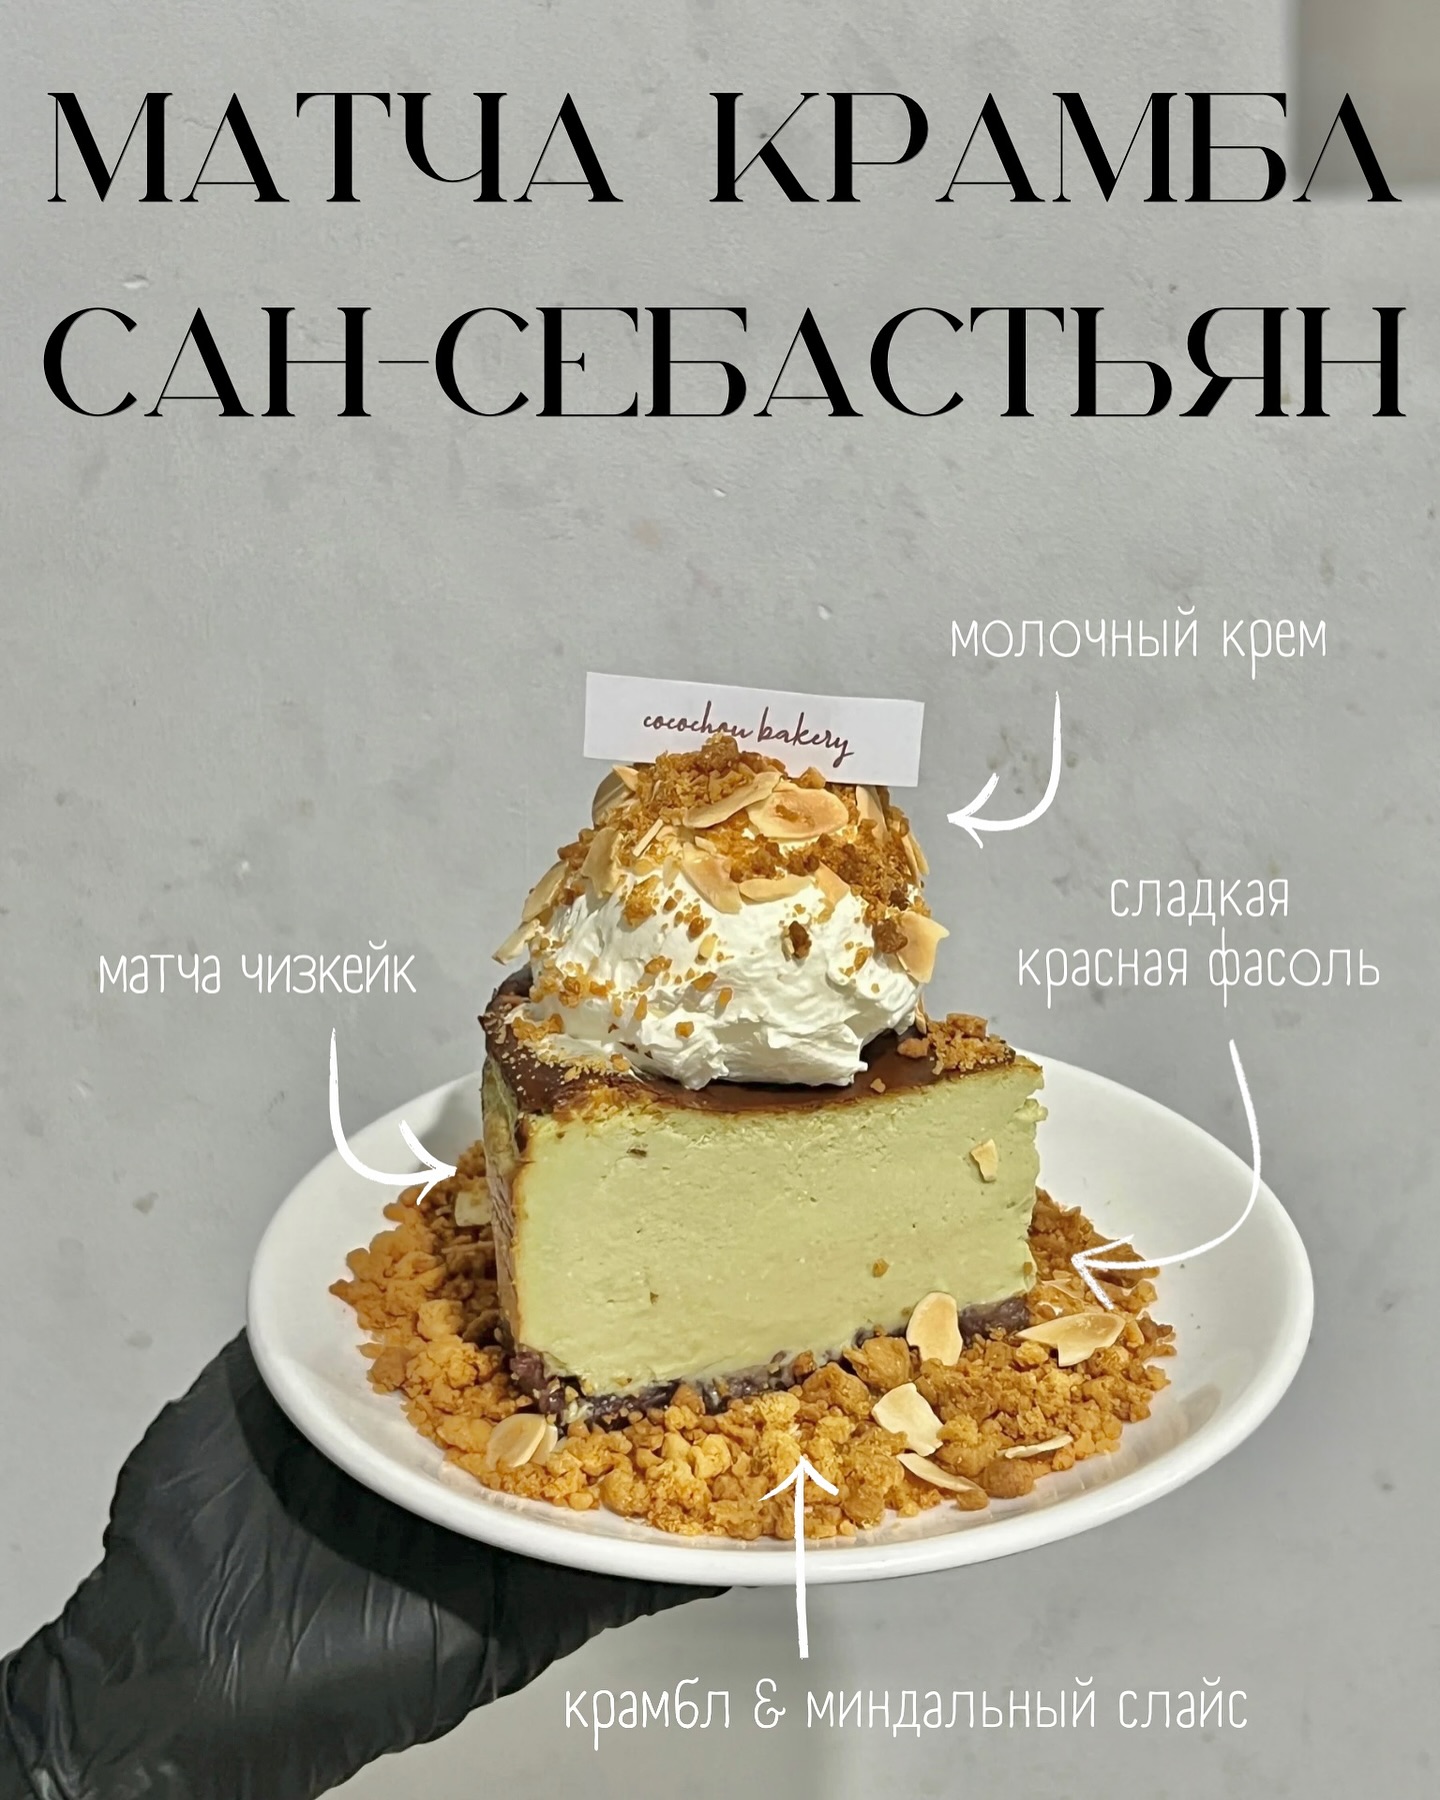 МАТЧА КРАМБЛ
САН-СЕБАСТЬЯН
молочный крем
cocochou bakery
сладкая
красная фасоль
матча чизкейк
крамбл & миндальный слайс